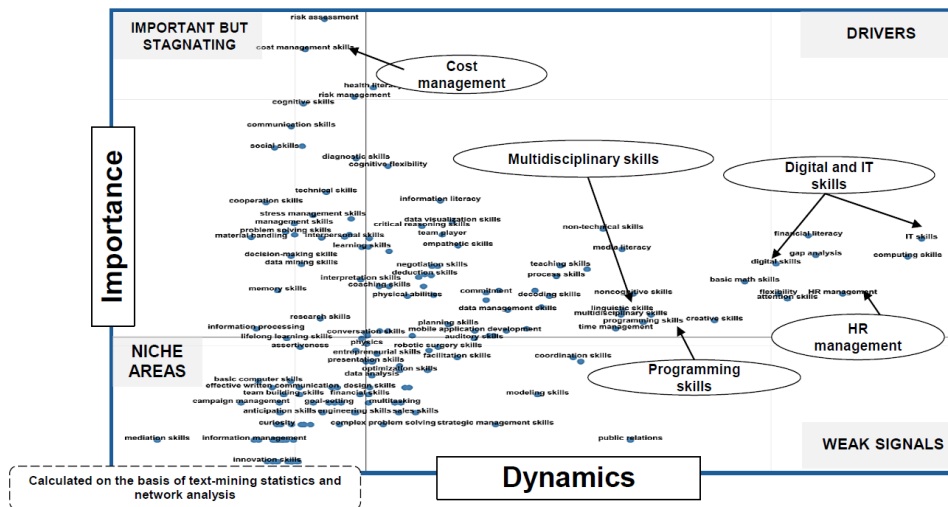 IMPORTANT BUT
STAGNATING
risk assessment
DRIVERS
cost management skills
Cost
management
health literacy
risk management
cognitive skills
communication skills
social skills
diagnostic skills
cognitive flexibility
Multidisciplinary skills
Digital and IT
skills
technical skills
cooperation skills
information literacy
stress management skills
management skills
data visualization skills
critical reasoning skills
problem solving skills
team player
material handling
interpersonal skills
non-technical skills
financial literacy
IT skills
learning skills
empathetic skills
media literacy
decision-making skills
gap analysis
computing skills
data mining skills
negotiation skills
teaching skills
digital skills
deduction skills
process skills
interpretation skills
coaching skills
basic math skills
memory skills
physical abilities
commitment
decoding skills
noncognitive skills
flexibility
HR management
attention skills
data management skills
linguistic skills
multidisciplinary skills
research skills
programming skills
creative skills
information processing
planning skills
time management
conversation skills
mobile application development
lifelong learning skills
auditory skills
HR
management
physics
assertiveness
robotic surgery skills
NICHE
AREAS
entrepreneurial skills
presentation skills
facilitation skills
coordination skills
Programming
skills
optimization skills
data analysis
basic computer skills
effective written communication
design skills
team building skills
financial skills
modeling skills
campaign management
goal-setting
multitasking
anticipation skills
engineering skills
sales skills
curiosity
complex problem solving
strategic management skills
mediation skills
information management
public relations
WEAK SIGNALS
innovation skills
Importance
Dynamics
Calculated on the basis of text-mining statistics and
network analysis